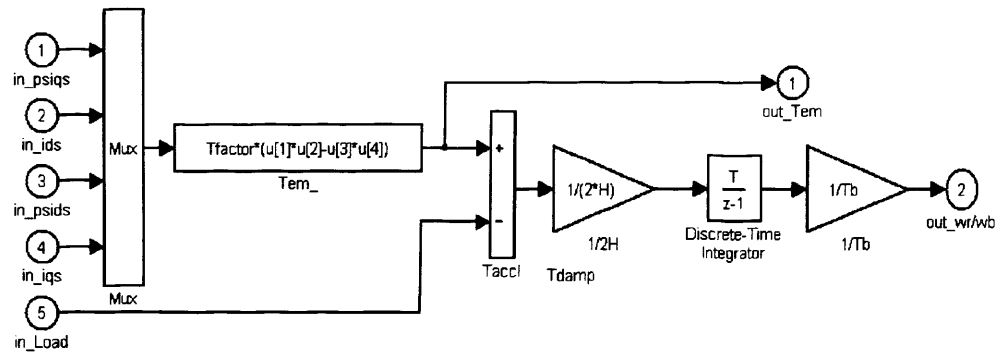 1
in_psiqs
2
in_ids
3
in_psids
4
in_iqs
5
in_Load
Mux
Mux
Tfactor*(u[1]*u[2]-u[3]*u[4])
Tem_
+
-
Taccl
Tdamp
1/(2*H)
1/2H
T
z-1
Discrete-Time
Integrator
1/Tb
1/Tb
1
out_Tem
2
out_wr/wb